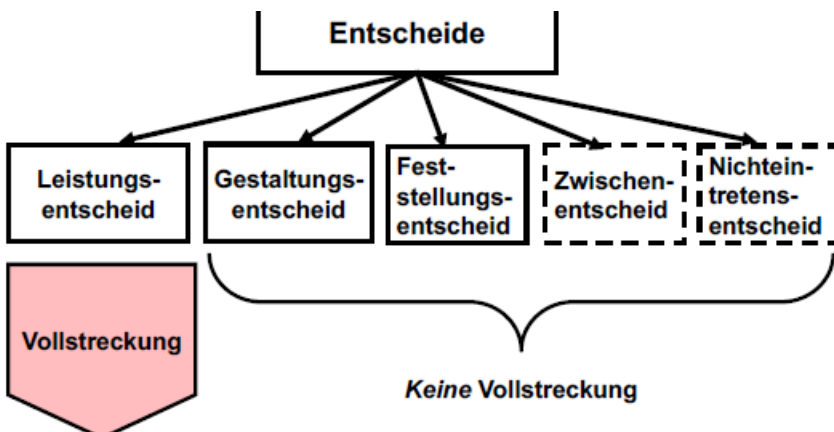 Entscheide
Leistungs-
entscheid
Gestaltungs-
entscheid
Fest-
stellungs-
entscheid
Zwischen-
entscheid
Nichtein-
tretens-
entscheid
Vollstreckung
Keine Vollstreckung